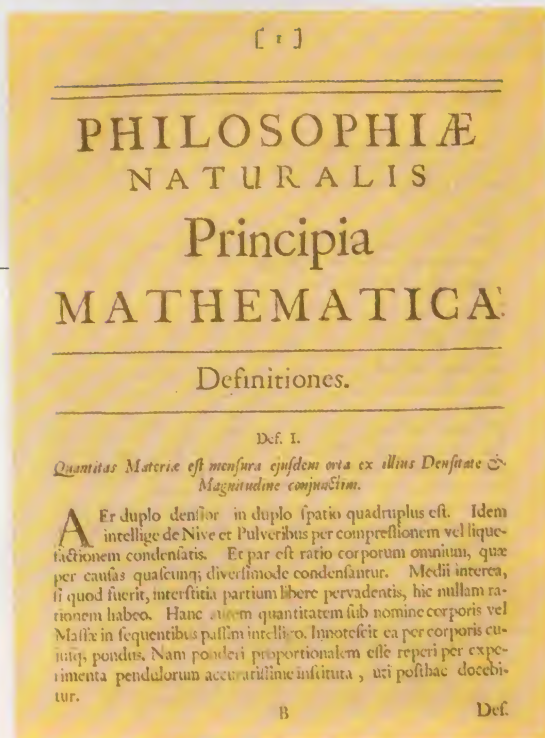 [ 1 ]
PHILOSOPHIÆ
NATURALIS
Principia
MATHEMATICA.
Definitiones.
Def. I.
Quantitas Materiæ eſt menſura ejuſdem orta ex illius Denſitate &
Magnitudine conjunctim.
AEr duplo denſior in duplo ſpatio quadruplus eſt. Idem
intellige de Nive et Pulveribus per compreſſionem vel lique-
factionem condenſatis. Et par eſt ratio corporum omnium, quæ
per cauſas quaſcunq; diverſimode condenſantur. Medii interea,
ſi quod fuerit, interſtitia partium libere pervadentis, hic nullam ra-
tionem habeo. Hanc autem quantitatem ſub nomine corporis vel
Maſſæ in ſequentibus paſſim intelligo. Innoteſcit ea per corporis cu-
juſq; pondus. Nam ponderi proportionalem eſſe reperi per expe-
rimenta pendulorum accuratiſſime inſtituta , uti poſthac docebi-
tur.
B Def.